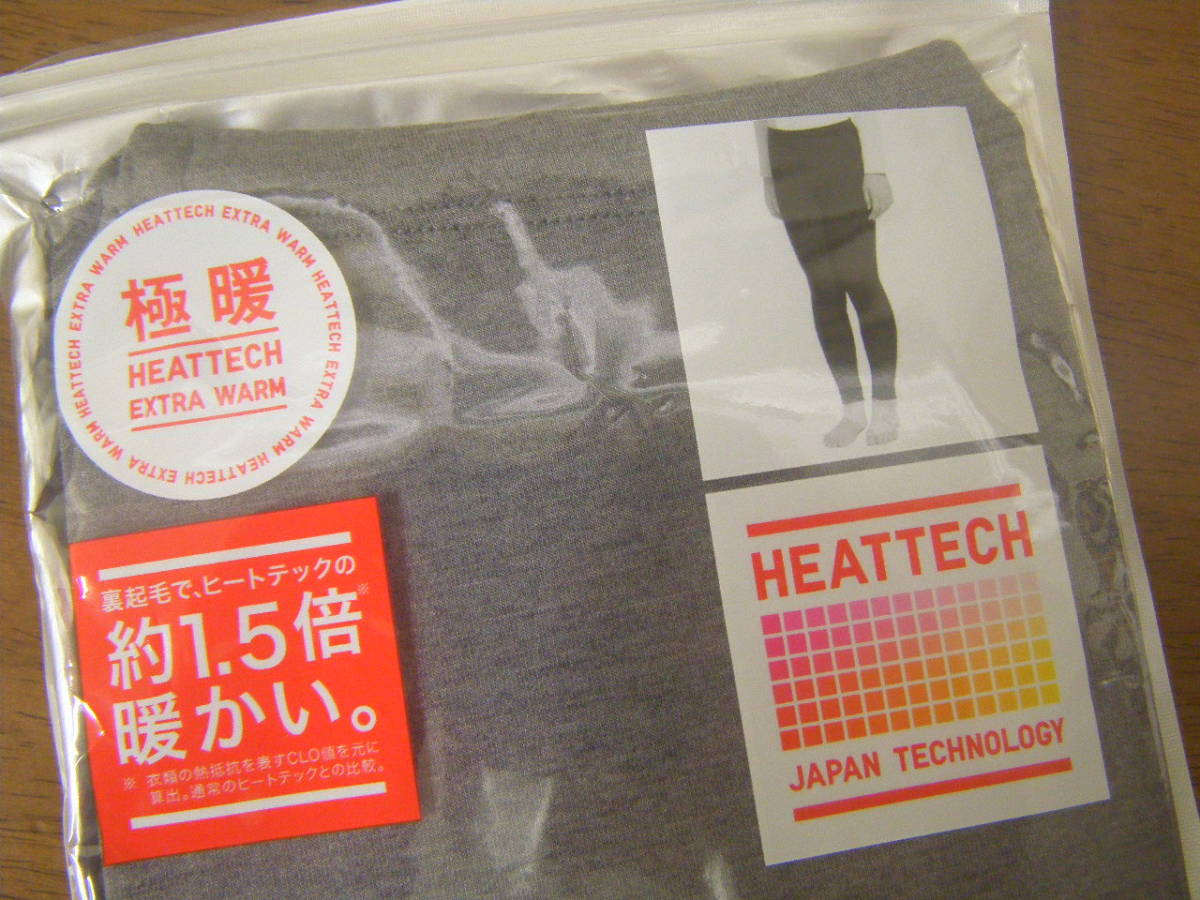 HEATTECH EXTRA WARM HEATTECH EXTRA WARM HEATTECH EXTRA WARM HEATTECH EXTRA WARM
極暖
HEATTECH
EXTRA WARM
裏起毛で、ヒートテックの
約1.5倍※
暖かい。
※ 衣類の熱抵抗を表すCLO値を元に
算出。通常のヒートテックとの比較。
HEATTECH
JAPAN TECHNOLOGY